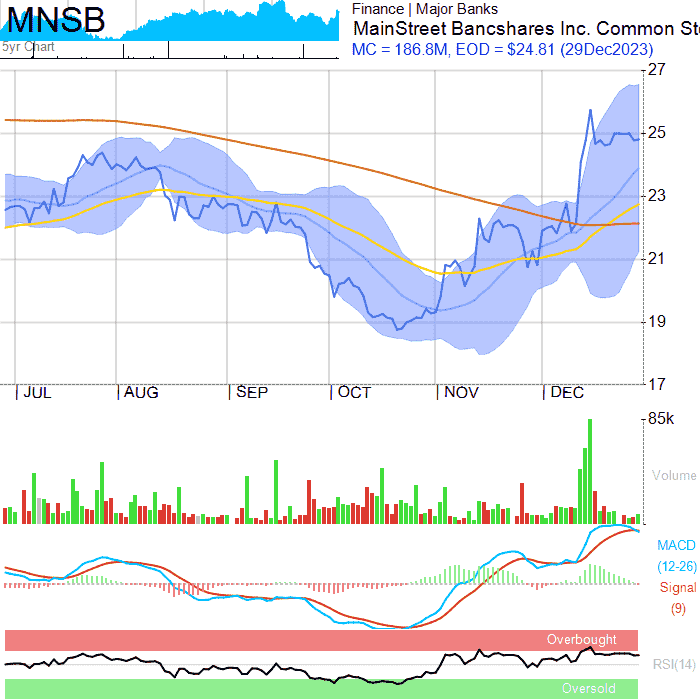 MNSB
5yr Chart
Finance | Major Banks
MainStreet Bancshares Inc. Common Sto
MC = 186.8M, EOD = $24.81 (29Dec2023)
27
25
23
21
19
17
JUL AUG SEP OCT NOV DEC
85k
Volume
MACD
(12-26)
Signal
(9)
Overbought
RSI(14)
Oversold